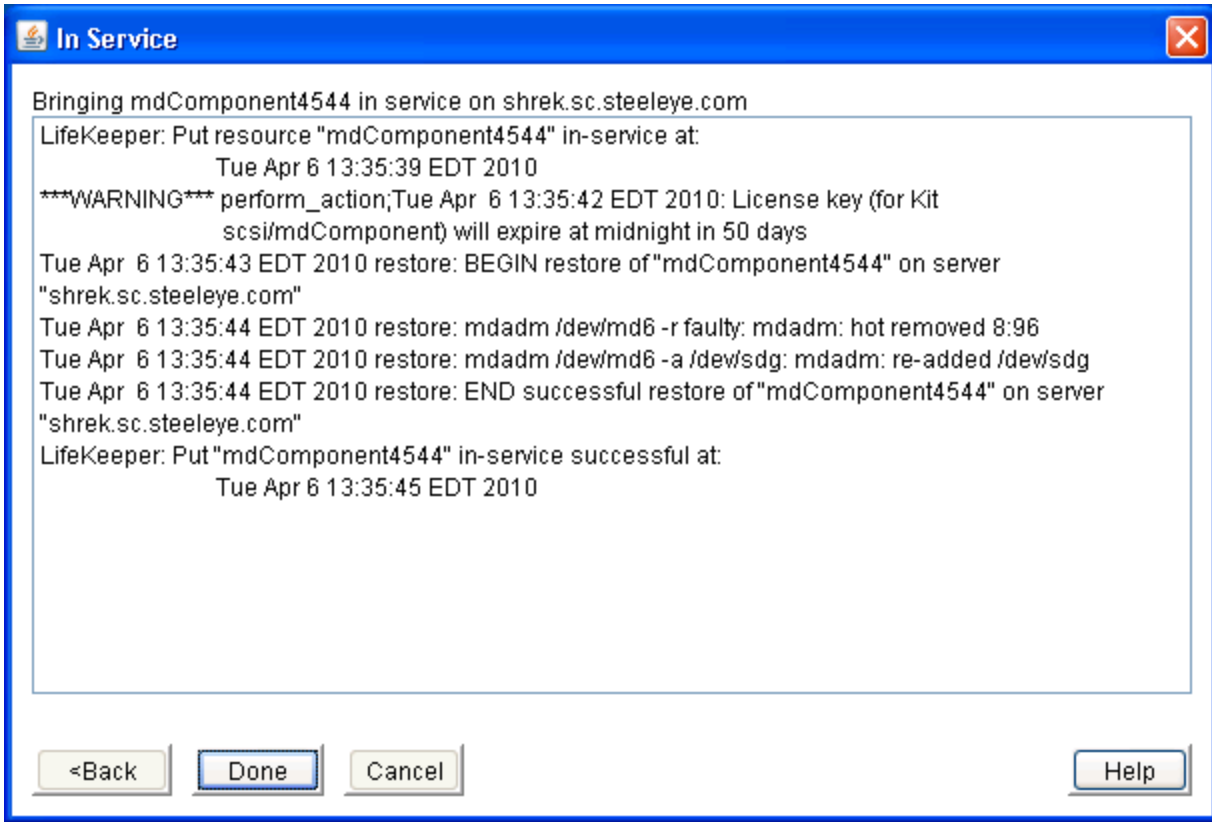 In Service
Bringing mdComponent4544 in service on shrek.sc.steeleye.com
LifeKeeper: Put resource "mdComponent4544" in-service at:
Tue Apr 6 13:35:39 EDT 2010
***WARNING*** perform_action;Tue Apr  6 13:35:42 EDT 2010: License key (for Kit
scsi/mdComponent) will expire at midnight in 50 days
Tue Apr  6 13:35:43 EDT 2010 restore: BEGIN restore of "mdComponent4544" on server
"shrek.sc.steeleye.com"
Tue Apr  6 13:35:44 EDT 2010 restore: mdadm /dev/md6 -r faulty: mdadm: hot removed 8:96
Tue Apr  6 13:35:44 EDT 2010 restore: mdadm /dev/md6 -a /dev/sdg: mdadm: re-added /dev/sdg
Tue Apr  6 13:35:44 EDT 2010 restore: END successful restore of "mdComponent4544" on server
"shrek.sc.steeleye.com"
LifeKeeper: Put "mdComponent4544" in-service successful at:
Tue Apr 6 13:35:45 EDT 2010
<Back Done Cancel Help